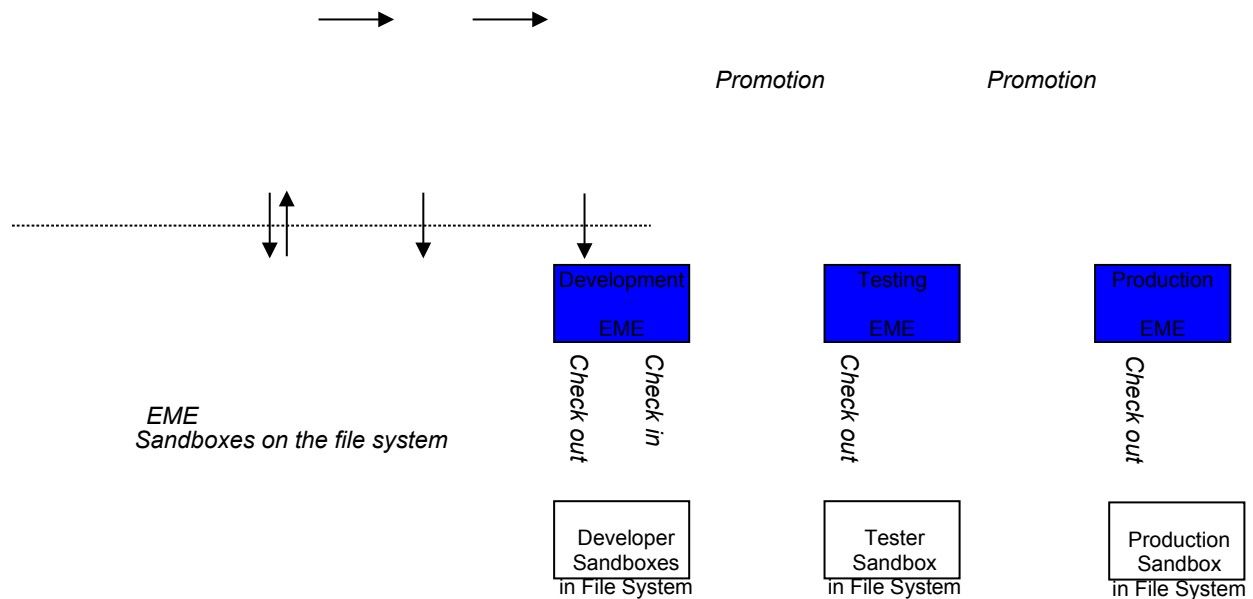 Promotion
Promotion
Development
EME
Testing
EME
Production
EME
Check out
Check in
Check out
Check out
EME
Sandboxes on the file system
Developer
Sandboxes
in File System
Tester
Sandbox
in File System
Production
Sandbox
in File System